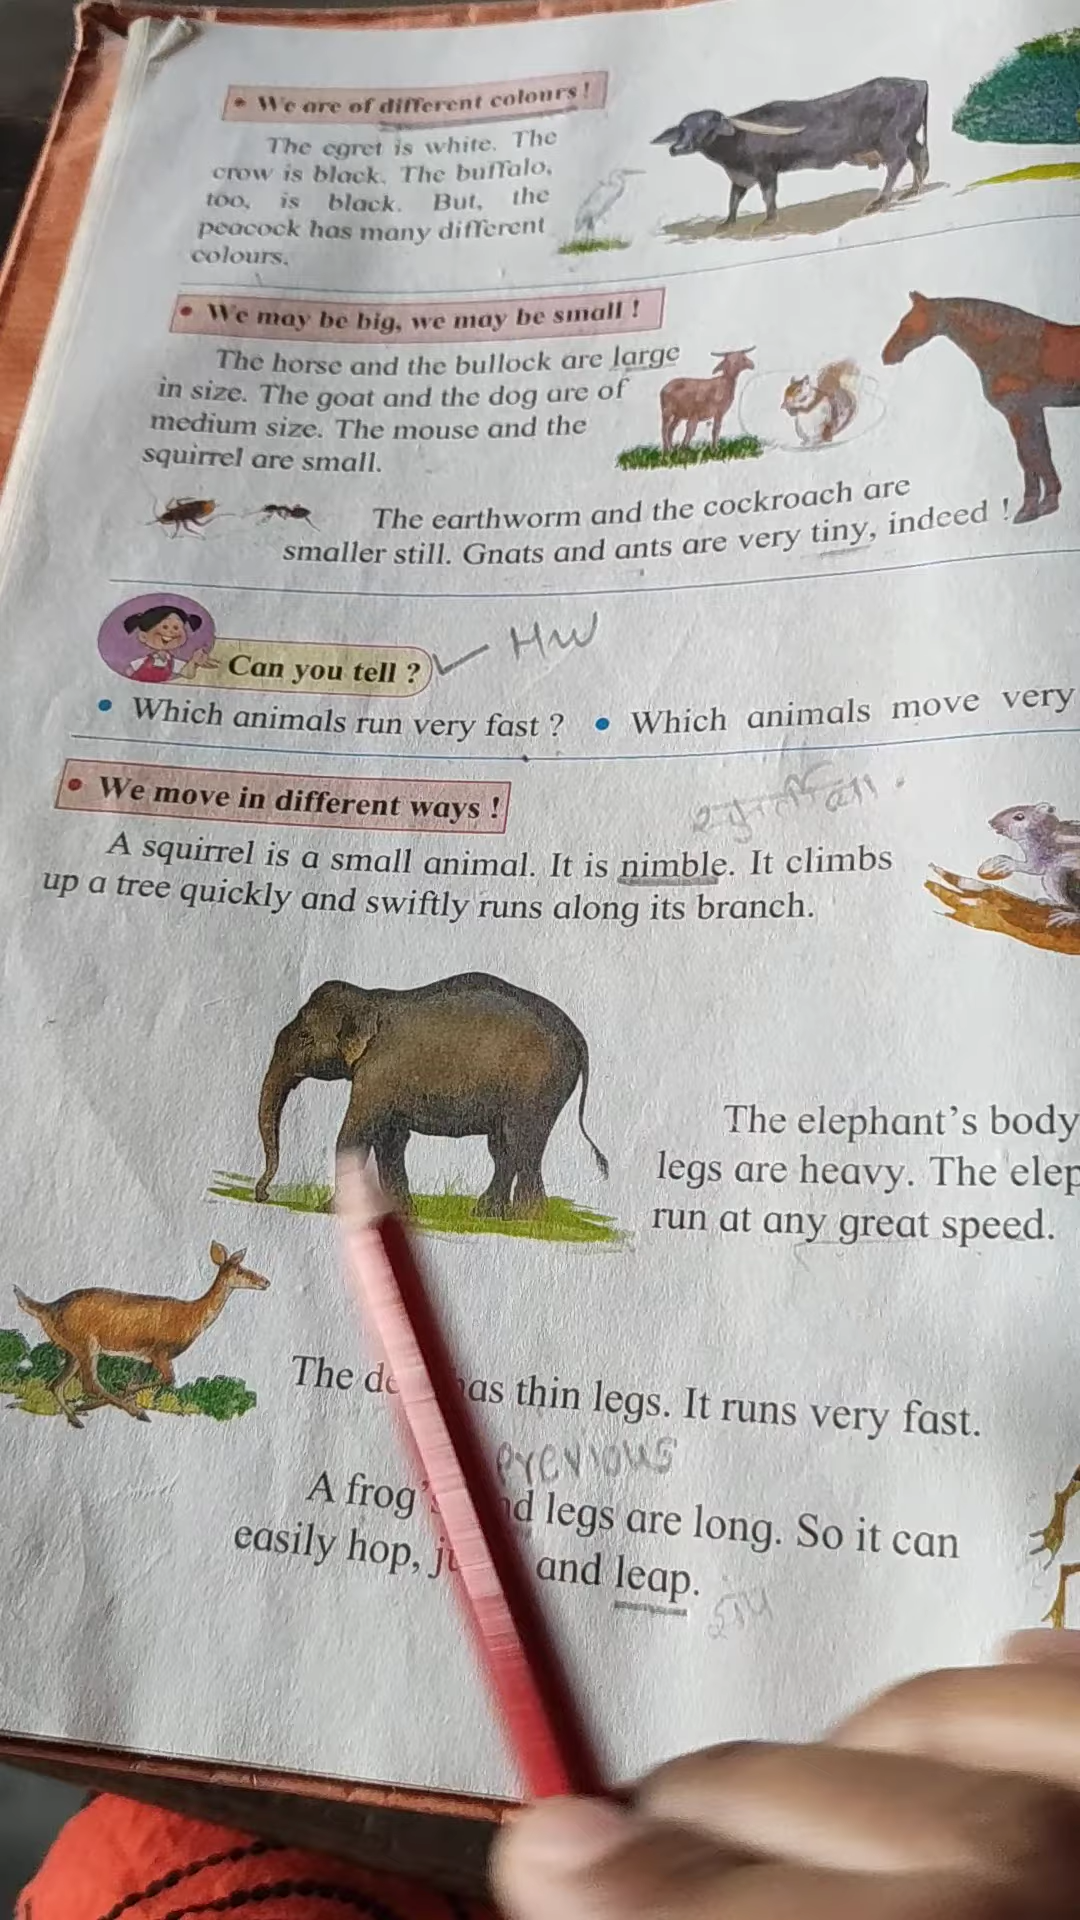 • We are of different colours !
The egret is white. The
crow is black. The buffalo,
too, is black. But, the
peacock has many different
colours.
• We may be big, we may be small !
The horse and the bullock are large
in size. The goat and the dog are of
medium size. The mouse and the
squirrel are small.
The earthworm and the cockroach are
smaller still. Gnats and ants are very tiny, indeed !
Can you tell ? HW
• Which animals run very fast ? • Which animals move very
• We move in different ways !
A squirrel is a small animal. It is nimble. It climbs
up a tree quickly and swiftly runs along its branch.
The elephant's body
legs are heavy. The
run at any great speed.
The has thin legs. It runs very fast.
previous
A legs are long. So it can
easily hop, and leap.